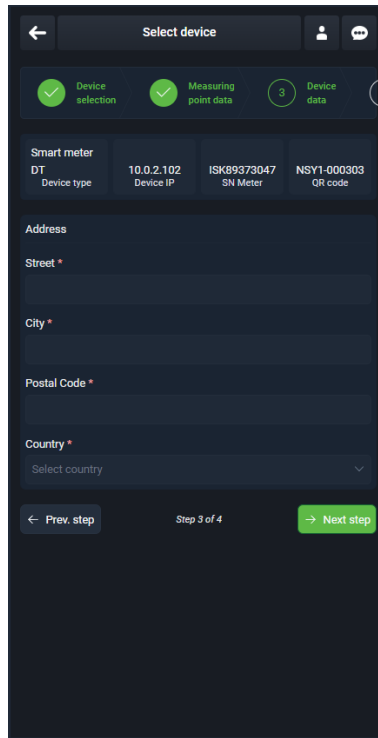 Select device
Device
selection
Measuring
point data
3
Device
data
Smart meter
DT
Device type
10.0.2.102
Device IP
ISK89373047
SN Meter
NSY1-000303
QR code
Address
Street *
City *
Postal Code *
Country *
Select country
← Prev. step
Step 3 of 4
→ Next step